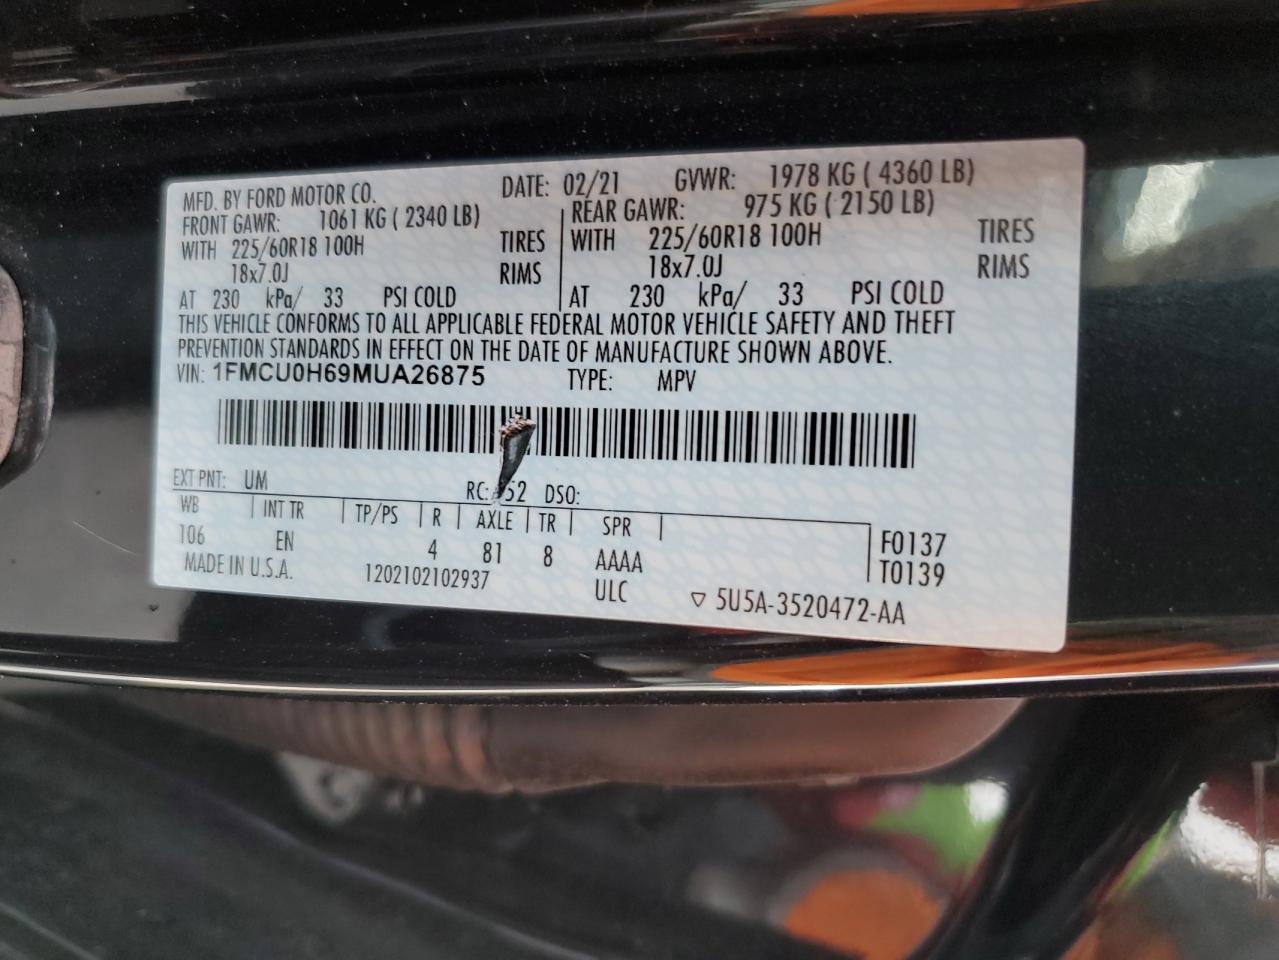 MFD. BY FORD MOTOR CO. DATE: 02/21 GVWR: 1978 KG ( 4360 LB)
FRONT GAWR: 1061 KG ( 2340 LB) REAR GAWR: 975 KG ( 2150 LB)
WITH 225/60R18 100H TIRES WITH 225/60R18 100H TIRES
18x7.0J RIMS 18x7.0J RIMS
AT 230 kPa/ 33 PSI COLD AT 230 kPa/ 33 PSI COLD
THIS VEHICLE CONFORMS TO ALL APPLICABLE FEDERAL MOTOR VEHICLE SAFETY AND THEFT
PREVENTION STANDARDS IN EFFECT ON THE DATE OF MANUFACTURE SHOWN ABOVE.
VIN: 1FMCU0H69MUA26875 TYPE: MPV
EXT PNT: UM RC: 52 DSO:
WB INT TR TP/PS R AXLE TR SPR
106 EN 4 81 8 AAAA F0137
MADE IN U.S.A. 1202102102937 ULC T0139
▽ 5U5A-3520472-AA